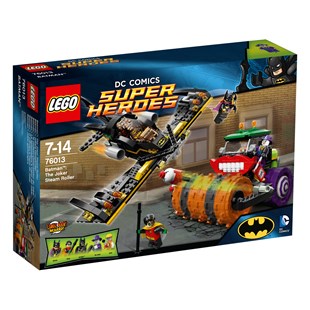 LEGO
DC COMICS
SUPER
HEROES
7-14
76013
Batman™
The Joker
Steam Roller